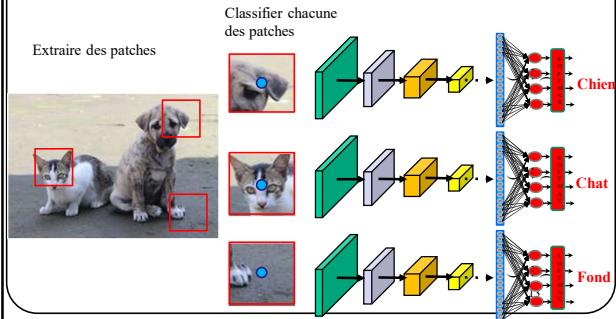 Classifier chacune
des patches
Extraire des patches
Chien
Chat
Fond